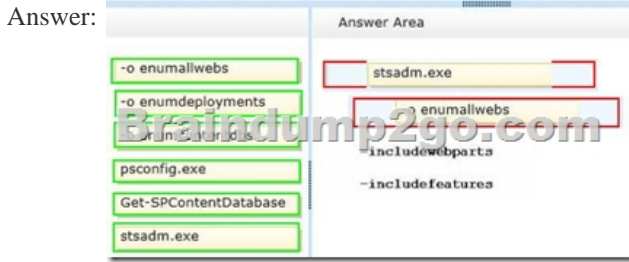 Answer:
Answer Area
-o enumallwebs
-o enumdeployments
psconfig.exe
Get-SPContentDatabase
stsadm.exe
stsadm.exe
-o enumallwebs
-includewebparts
-includefeatures
Braindump2go.com